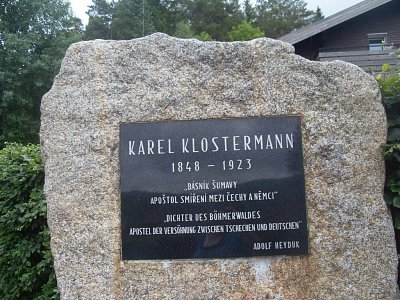 KAREL KLOSTERMANN
1848 – 1923
„BÁSNÍK ŠUMAVY
APOŠTOL SMÍŘENÍ MEZI ČECHY A NĚMCI"
„DICHTER DES BÖHMERWALDES
APOSTEL DER VERSÖHNUNG ZWISCHEN TSCHECHEN UND DEUTSCHEN"
ADOLF HEYDUK